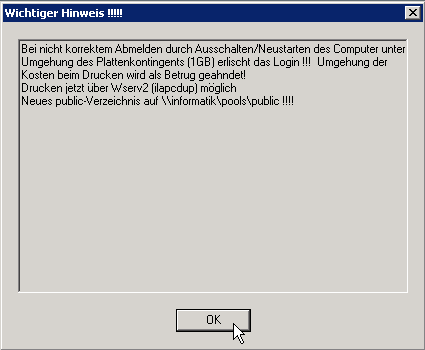 Wichtiger Hinweis !!!!!
Bei nicht korrektem Abmelden durch Ausschalten/Neustarten des Computer unter
Umgehung des Plattenkontingents (1GB) erlischt das Login !!!  Umgehung der
Kosten beim Drucken wird als Betrug geahndet!
Drucken jetzt über Wserv2 (ilapcdup) möglich
Neues public-Verzeichnis auf \\informatik\pools\public !!!!
OK